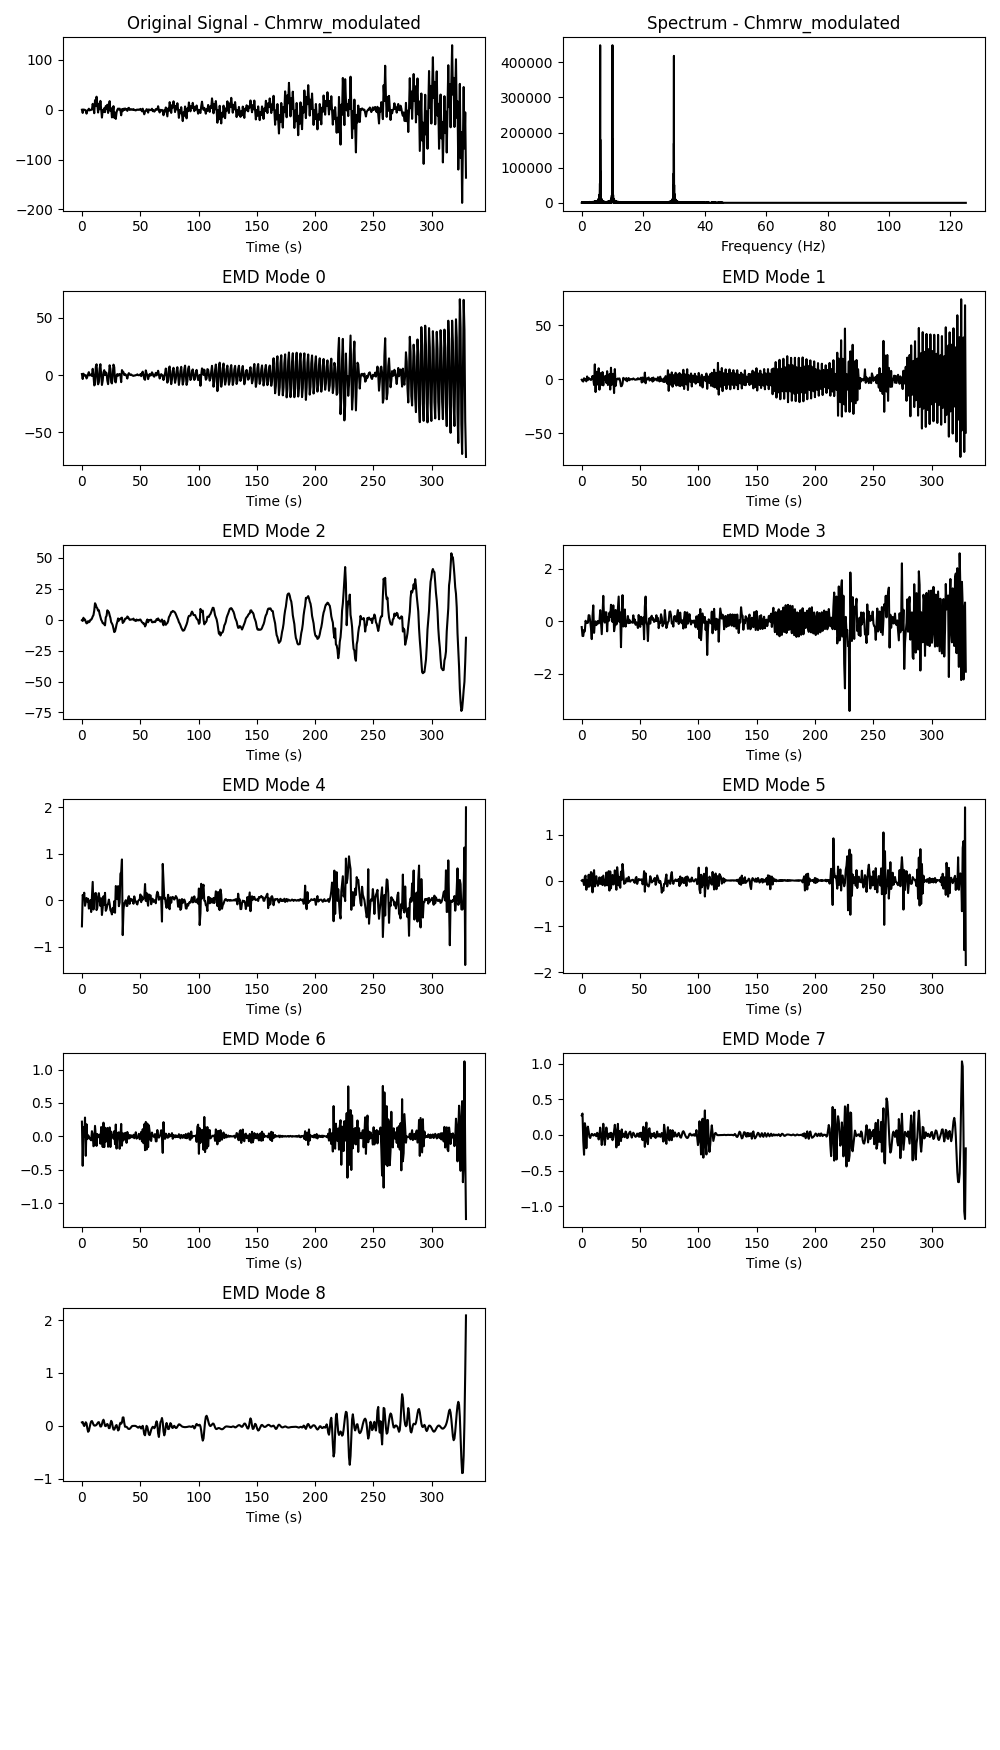 Original Signal - Chmrw_modulated
100
0
−100
−200
0 50 100 150 200 250 300
Time (s)
Spectrum - Chmrw_modulated
400000
300000
200000
100000
0
0 20 40 60 80 100 120
Frequency (Hz)
EMD Mode 0
50
0
−50
0 50 100 150 200 250 300
Time (s)
EMD Mode 1
50
0
−50
0 50 100 150 200 250 300
Time (s)
EMD Mode 2
50
25
0
−25
−50
−75
0 50 100 150 200 250 300
Time (s)
EMD Mode 3
2
0
−2
0 50 100 150 200 250 300
Time (s)
EMD Mode 4
2
1
0
−1
0 50 100 150 200 250 300
Time (s)
EMD Mode 5
1
0
−1
−2
0 50 100 150 200 250 300
Time (s)
EMD Mode 6
1.0
0.5
0.0
−0.5
−1.0
0 50 100 150 200 250 300
Time (s)
EMD Mode 7
1.0
0.5
0.0
−0.5
−1.0
0 50 100 150 200 250 300
Time (s)
EMD Mode 8
2
1
0
−1
0 50 100 150 200 250 300
Time (s)